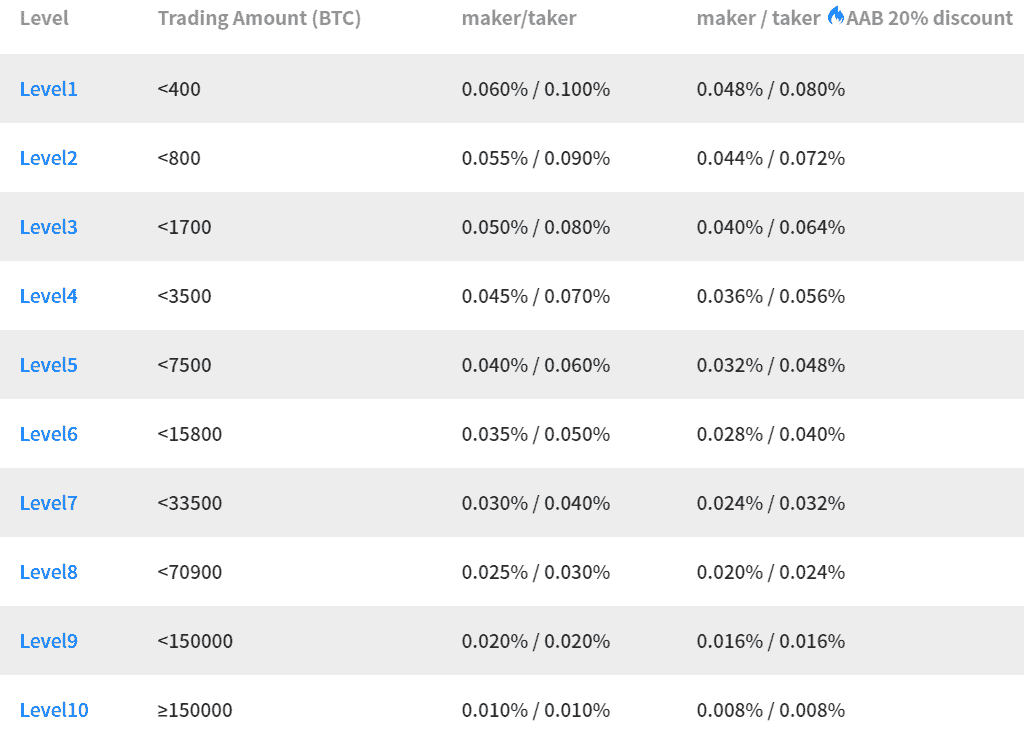 Level Trading Amount (BTC) maker/taker maker / taker AAB 20% discount
Level1 <400 0.060% / 0.100% 0.048% / 0.080%
Level2 <800 0.055% / 0.090% 0.044% / 0.072%
Level3 <1700 0.050% / 0.080% 0.040% / 0.064%
Level4 <3500 0.045% / 0.070% 0.036% / 0.056%
Level5 <7500 0.040% / 0.060% 0.032% / 0.048%
Level6 <15800 0.035% / 0.050% 0.028% / 0.040%
Level7 <33500 0.030% / 0.040% 0.024% / 0.032%
Level8 <70900 0.025% / 0.030% 0.020% / 0.024%
Level9 <150000 0.020% / 0.020% 0.016% / 0.016%
Level10 ≥150000 0.010% / 0.010% 0.008% / 0.008%